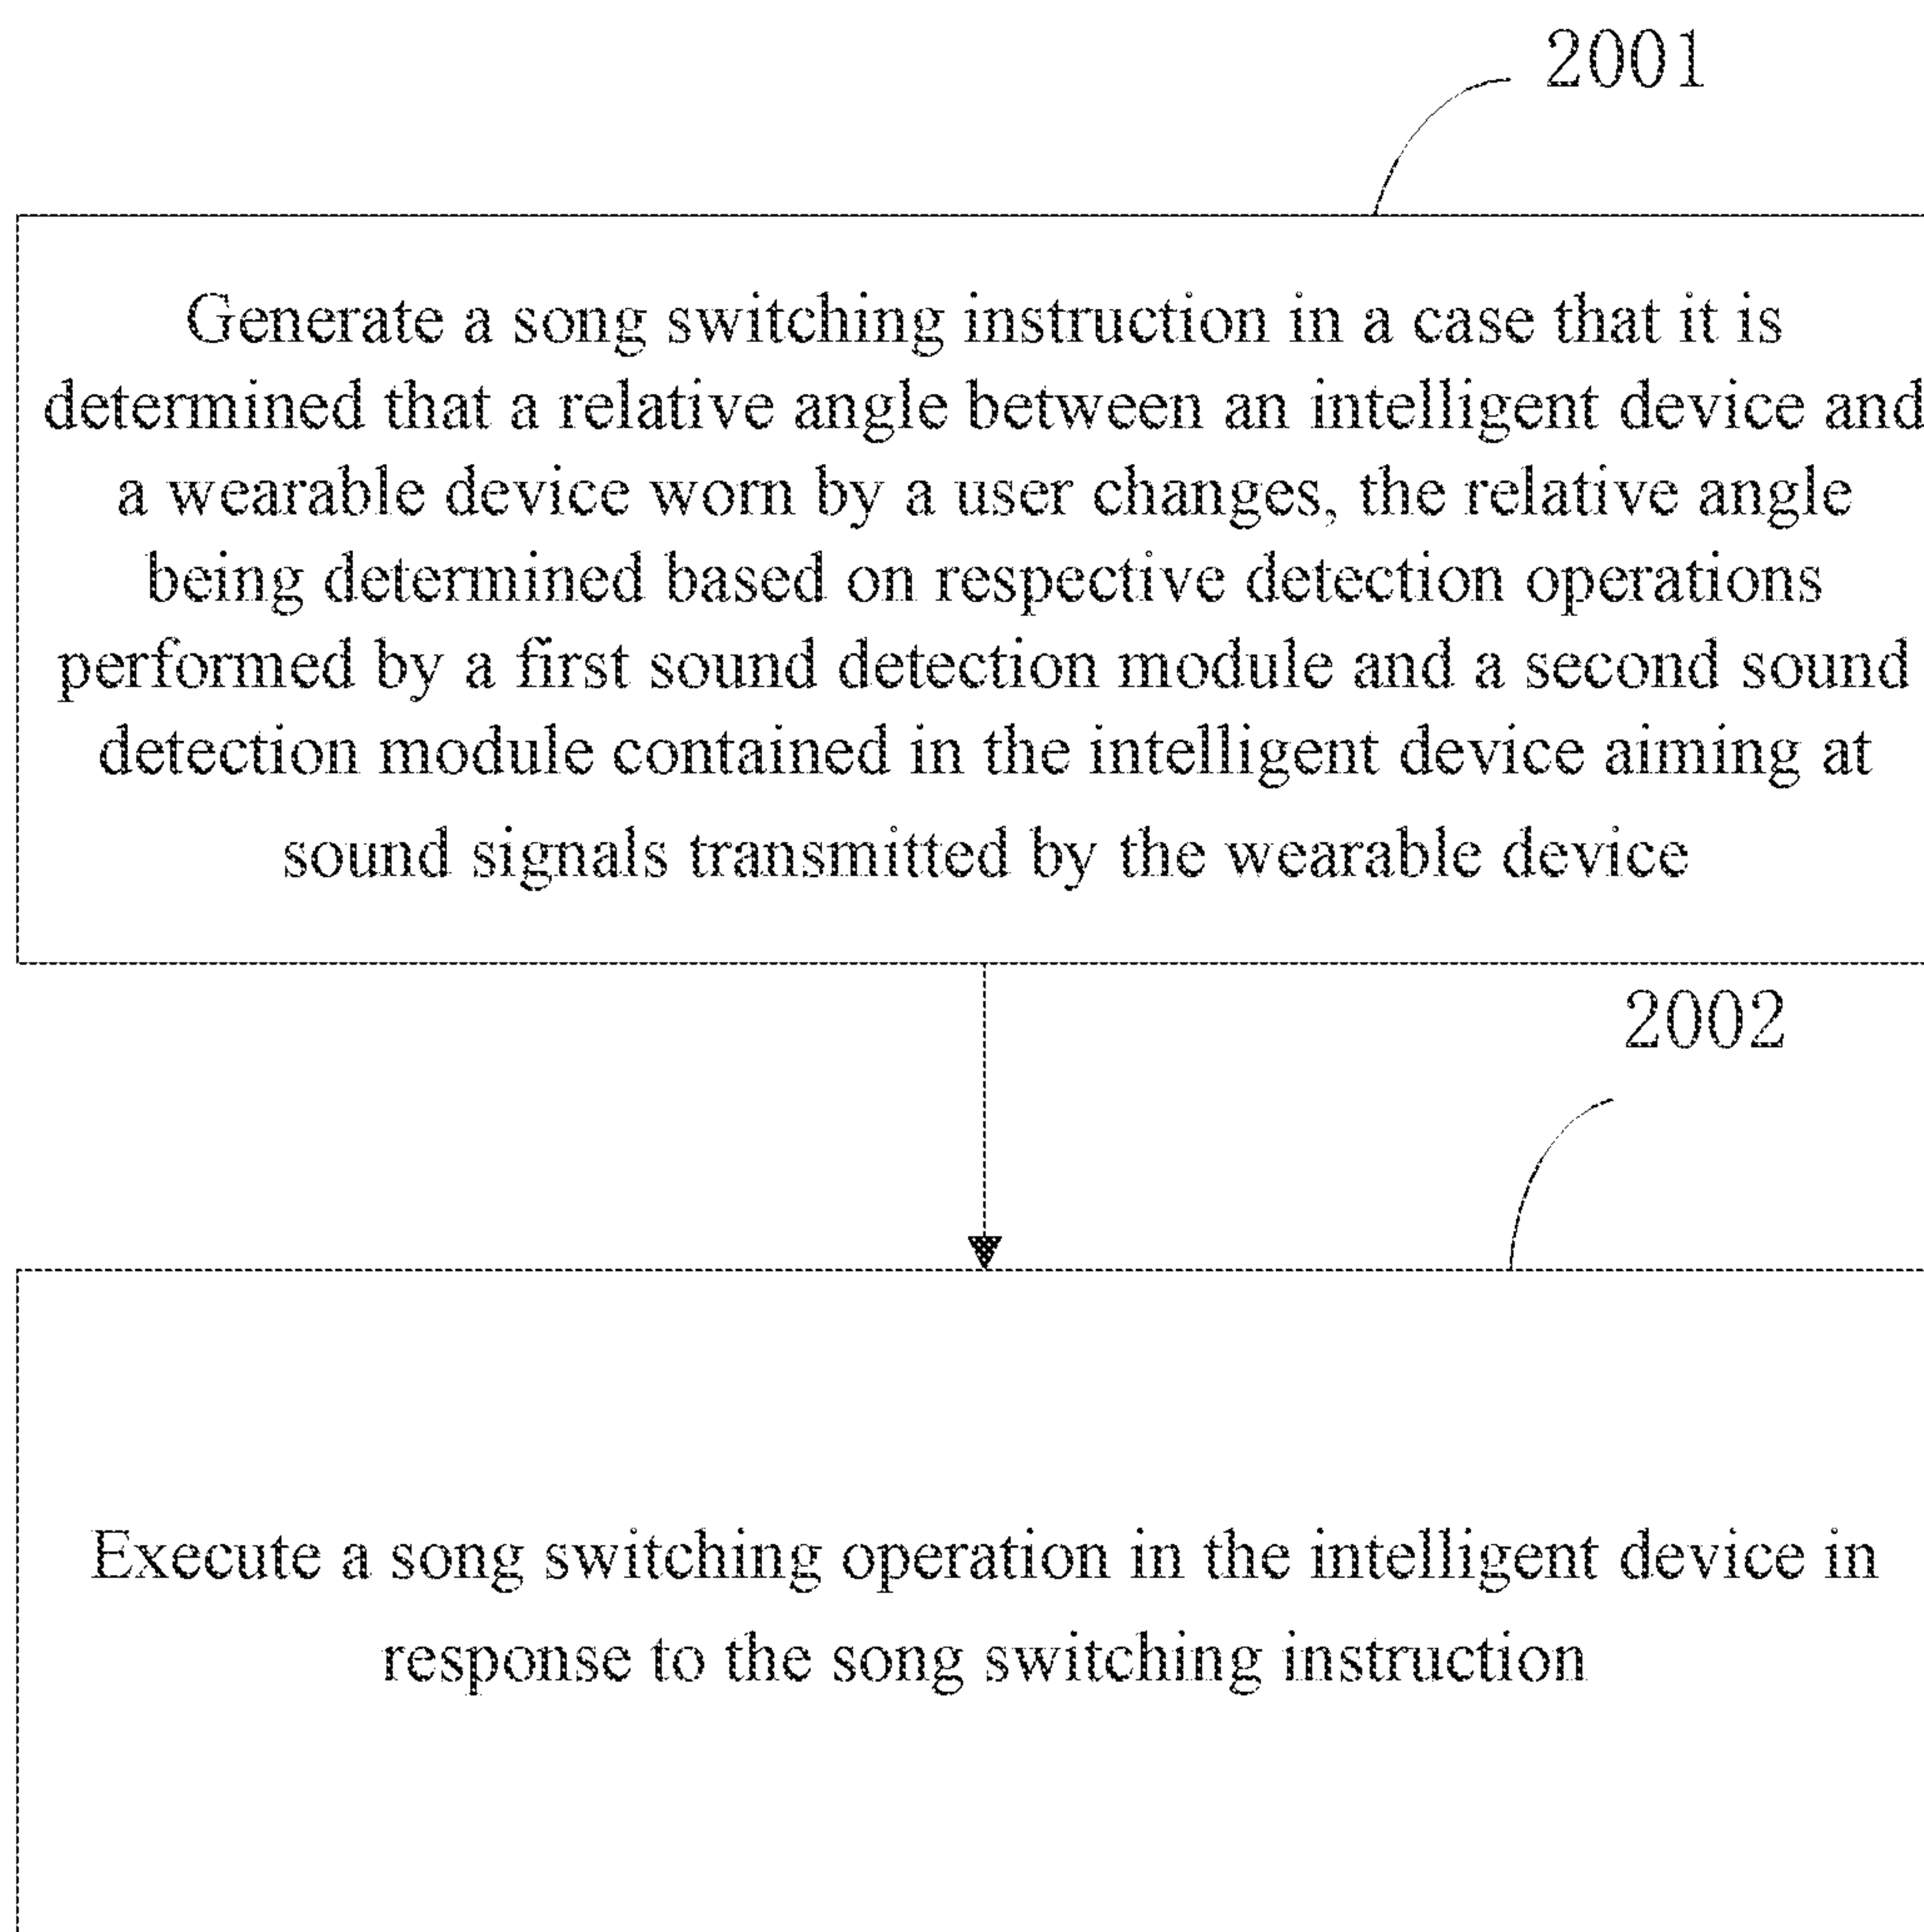 2001
Generate a song switching instruction in a case that it is
determined that a relative angle between an intelligent device and
a wearable device worn by a user changes, the relative angle
being determined based on respective detection operations
performed by a first sound detection module and a second sound
detection module contained in the intelligent device aiming at
sound signals transmitted by the wearable device
2002
Execute a song switching operation in the intelligent device in
response to the song switching instruction